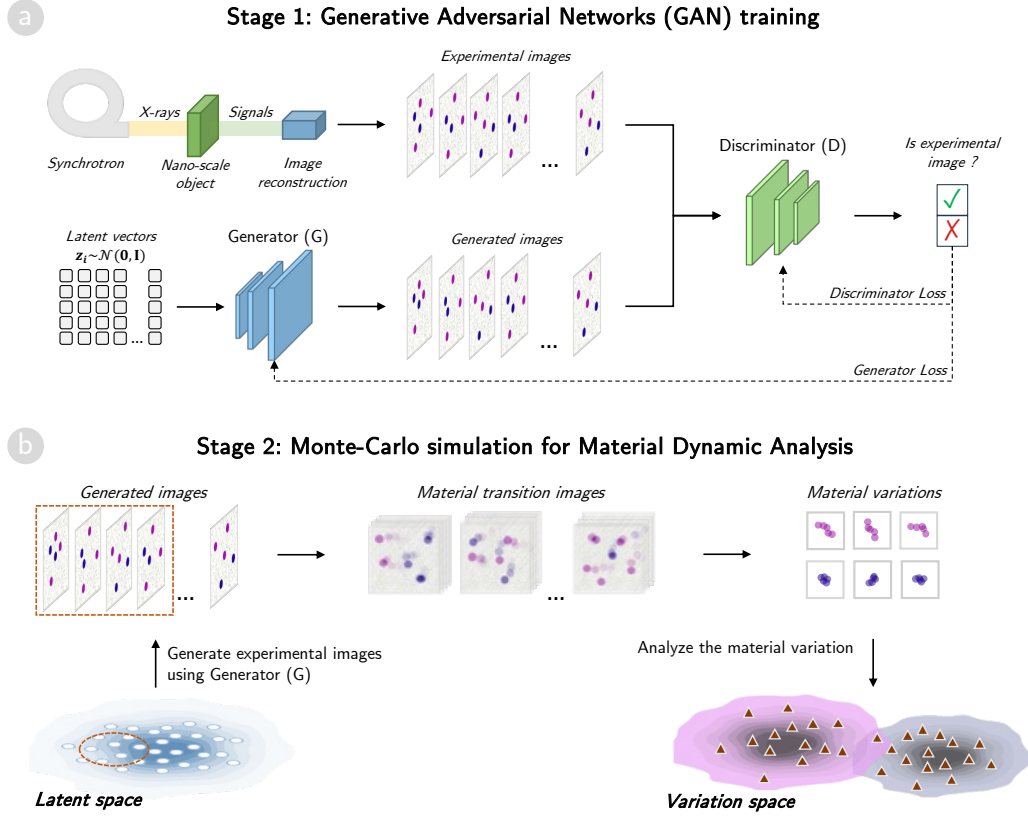 a
Stage 1: Generative Adversarial Networks (GAN) training
Experimental images
X-rays
Signals
Synchrotron
Nano-scale
object
Image
reconstruction
...
Discriminator (D)
Is experimental
image ?
✓
✗
Latent vectors
𝐳ᵢ~𝒩(𝟎,𝐈)
...
Generator (G)
Generated images
...
Discriminator Loss
Generator Loss
b
Stage 2: Monte-Carlo simulation for Material Dynamic Analysis
Generated images
...
Material transition images
...
Material variations
Generate experimental images
using Generator (G)
Analyze the material variation
Latent space
Variation space